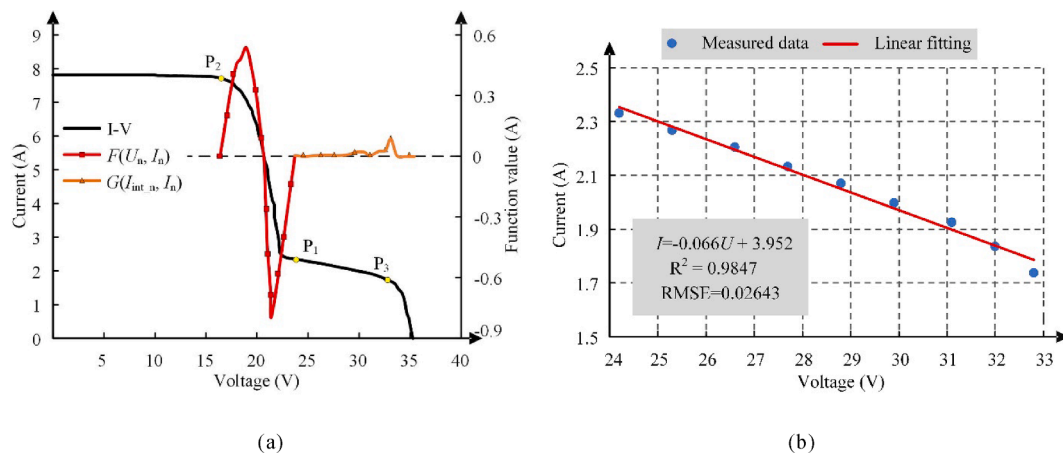 9
8
7
6
5
4
3
2
1
0
Current (A)
P₂
I-V
F(Uₙ, Iₙ)
G(I_int_n, Iₙ)
P₁
P₃
0.6
0.3
0
-0.3
-0.6
-0.9
Function value (A)
0 5 10 15 20 25 30 35 40
Voltage (V)
(a)
Measured data Linear fitting
2.5
2.3
2.1
1.9
1.7
1.5
Current (A)
I=-0.066U + 3.952
R² = 0.9847
RMSE=0.02643
24 25 26 27 28 29 30 31 32 33
Voltage (V)
(b)